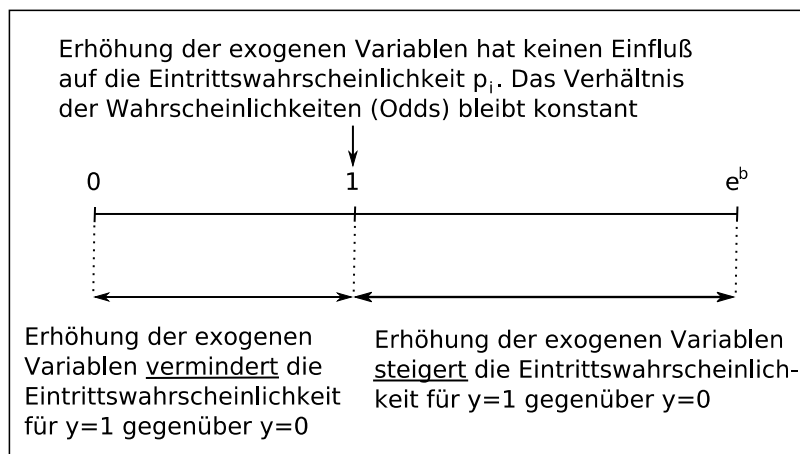 Erhöhung der exogenen Variablen hat keinen Einfluß
auf die Eintrittswahrscheinlichkeit pᵢ. Das Verhältnis
der Wahrscheinlichkeiten (Odds) bleibt konstant
0
1
eᵇ
Erhöhung der exogenen
Variablen vermindert die
Eintrittswahrscheinlichkeit
für y=1 gegenüber y=0
Erhöhung der exogenen Variablen
steigert die Eintrittswahrscheinlich-
keit für y=1 gegenüber y=0